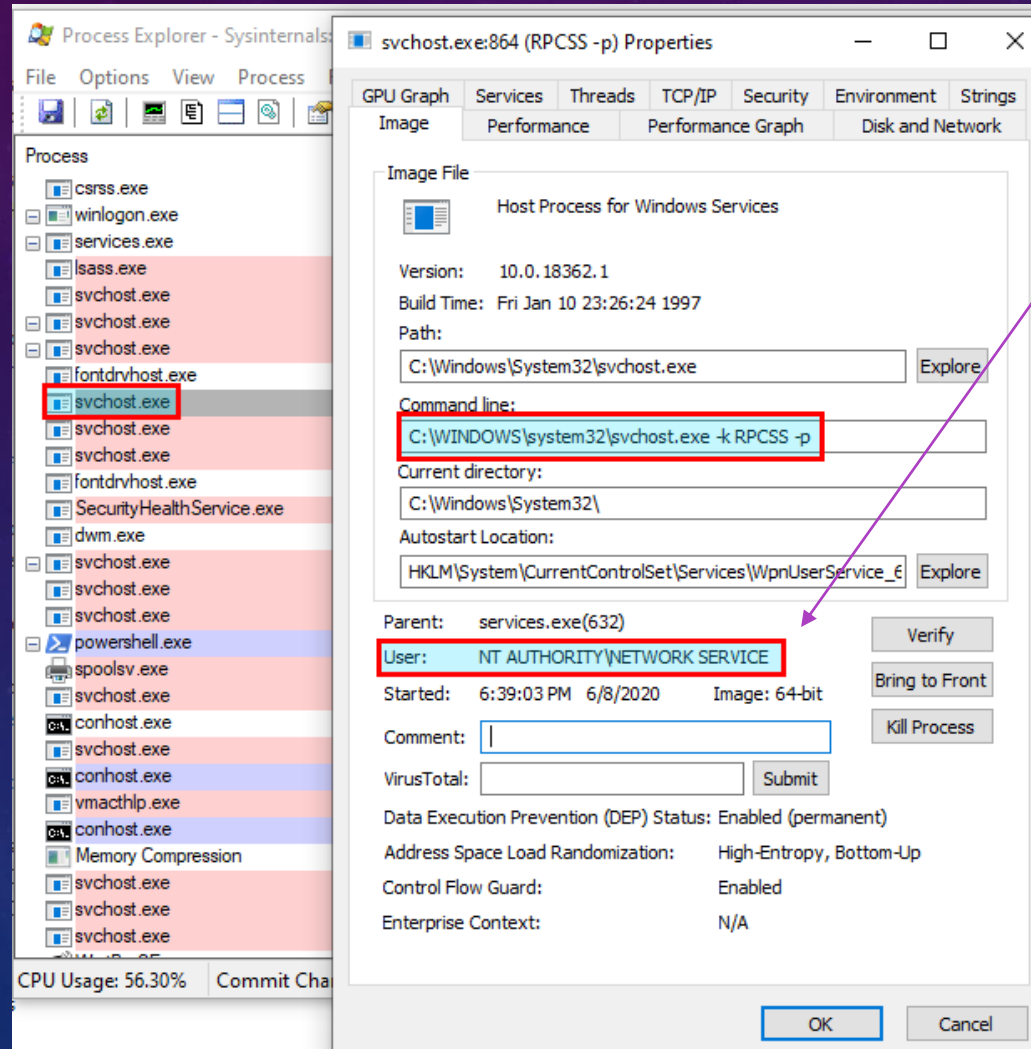 Process Explorer - Sysinternals:
File Options View Process
Process
csrss.exe
winlogon.exe
services.exe
lsass.exe
svchost.exe
svchost.exe
svchost.exe
fontdrvhost.exe
svchost.exe
svchost.exe
svchost.exe
fontdrvhost.exe
SecurityHealthService.exe
dwm.exe
svchost.exe
svchost.exe
svchost.exe
powershell.exe
spoolsv.exe
svchost.exe
conhost.exe
svchost.exe
conhost.exe
vmacthlp.exe
conhost.exe
Memory Compression
svchost.exe
svchost.exe
svchost.exe
CPU Usage: 56.30% Commit Cha
svchost.exe:864 (RPCSS -p) Properties
GPU Graph Services Threads TCP/IP Security Environment Strings
Image Performance Performance Graph Disk and Network
Image File
Host Process for Windows Services
Version: 10.0.18362.1
Build Time: Fri Jan 10 23:26:24 1997
Path:
C:\Windows\System32\svchost.exe Explore
Command line:
C:\WINDOWS\system32\svchost.exe -k RPCSS -p
Current directory:
C:\Windows\System32\
Autostart Location:
HKLM\System\CurrentControlSet\Services\WpnUserService_6 Explore
Parent: services.exe(632)
Verify
User: NT AUTHORITY\NETWORK SERVICE
Bring to Front
Started: 6:39:03 PM 6/8/2020 Image: 64-bit
Kill Process
Comment:
VirusTotal: Submit
Data Execution Prevention (DEP) Status: Enabled (permanent)
Address Space Load Randomization: High-Entropy, Bottom-Up
Control Flow Guard: Enabled
Enterprise Context: N/A
OK Cancel